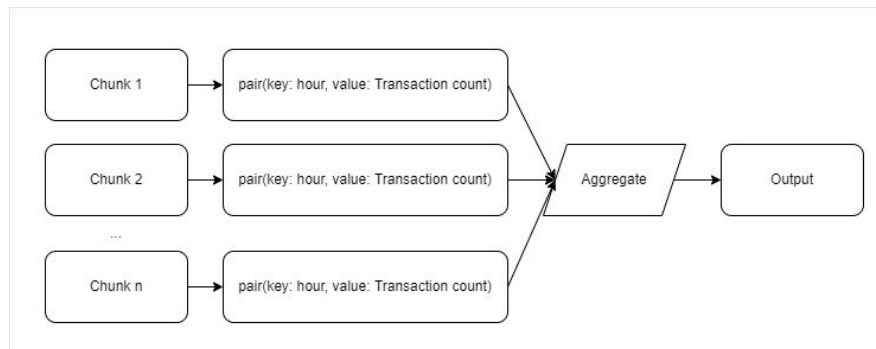 Chunk 1
pair(key: hour, value: Transaction count)
Chunk 2
pair(key: hour, value: Transaction count)
Aggregate
Output
...
Chunk n
pair(key: hour, value: Transaction count)